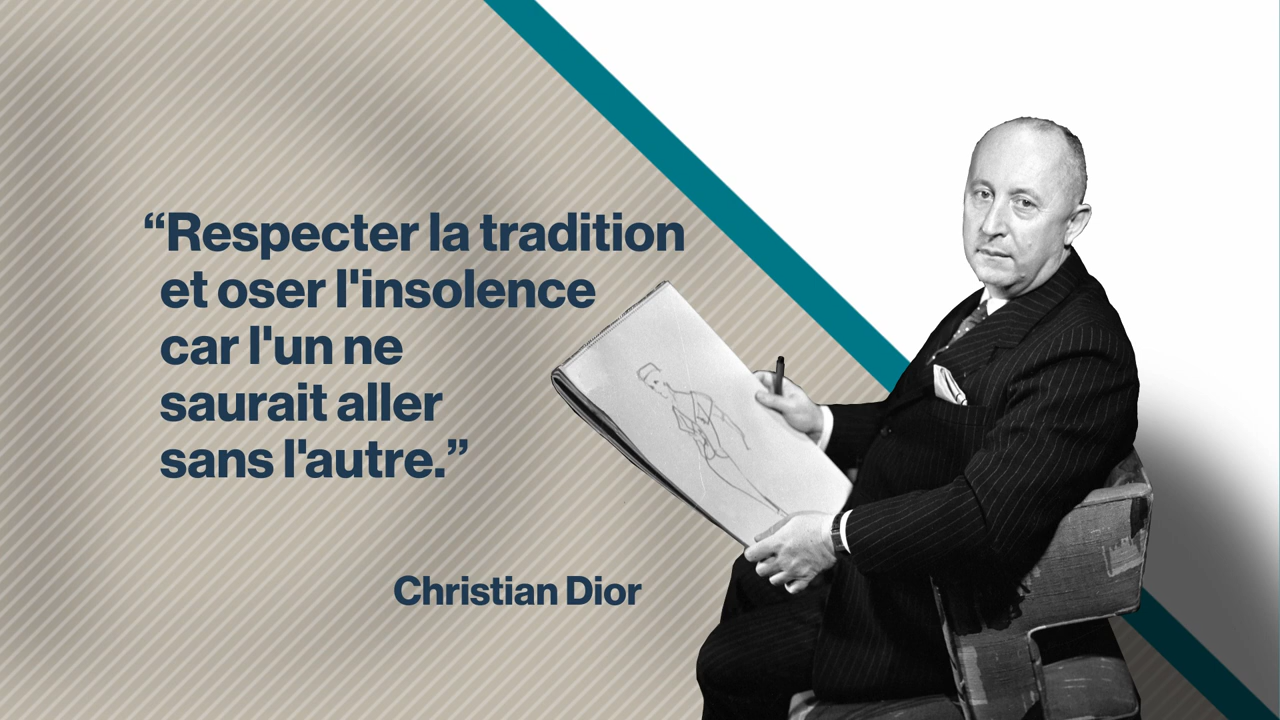 “Respecter la tradition
et oser l'insolence
car l'un ne
saurait aller
sans l'autre.”
Christian Dior